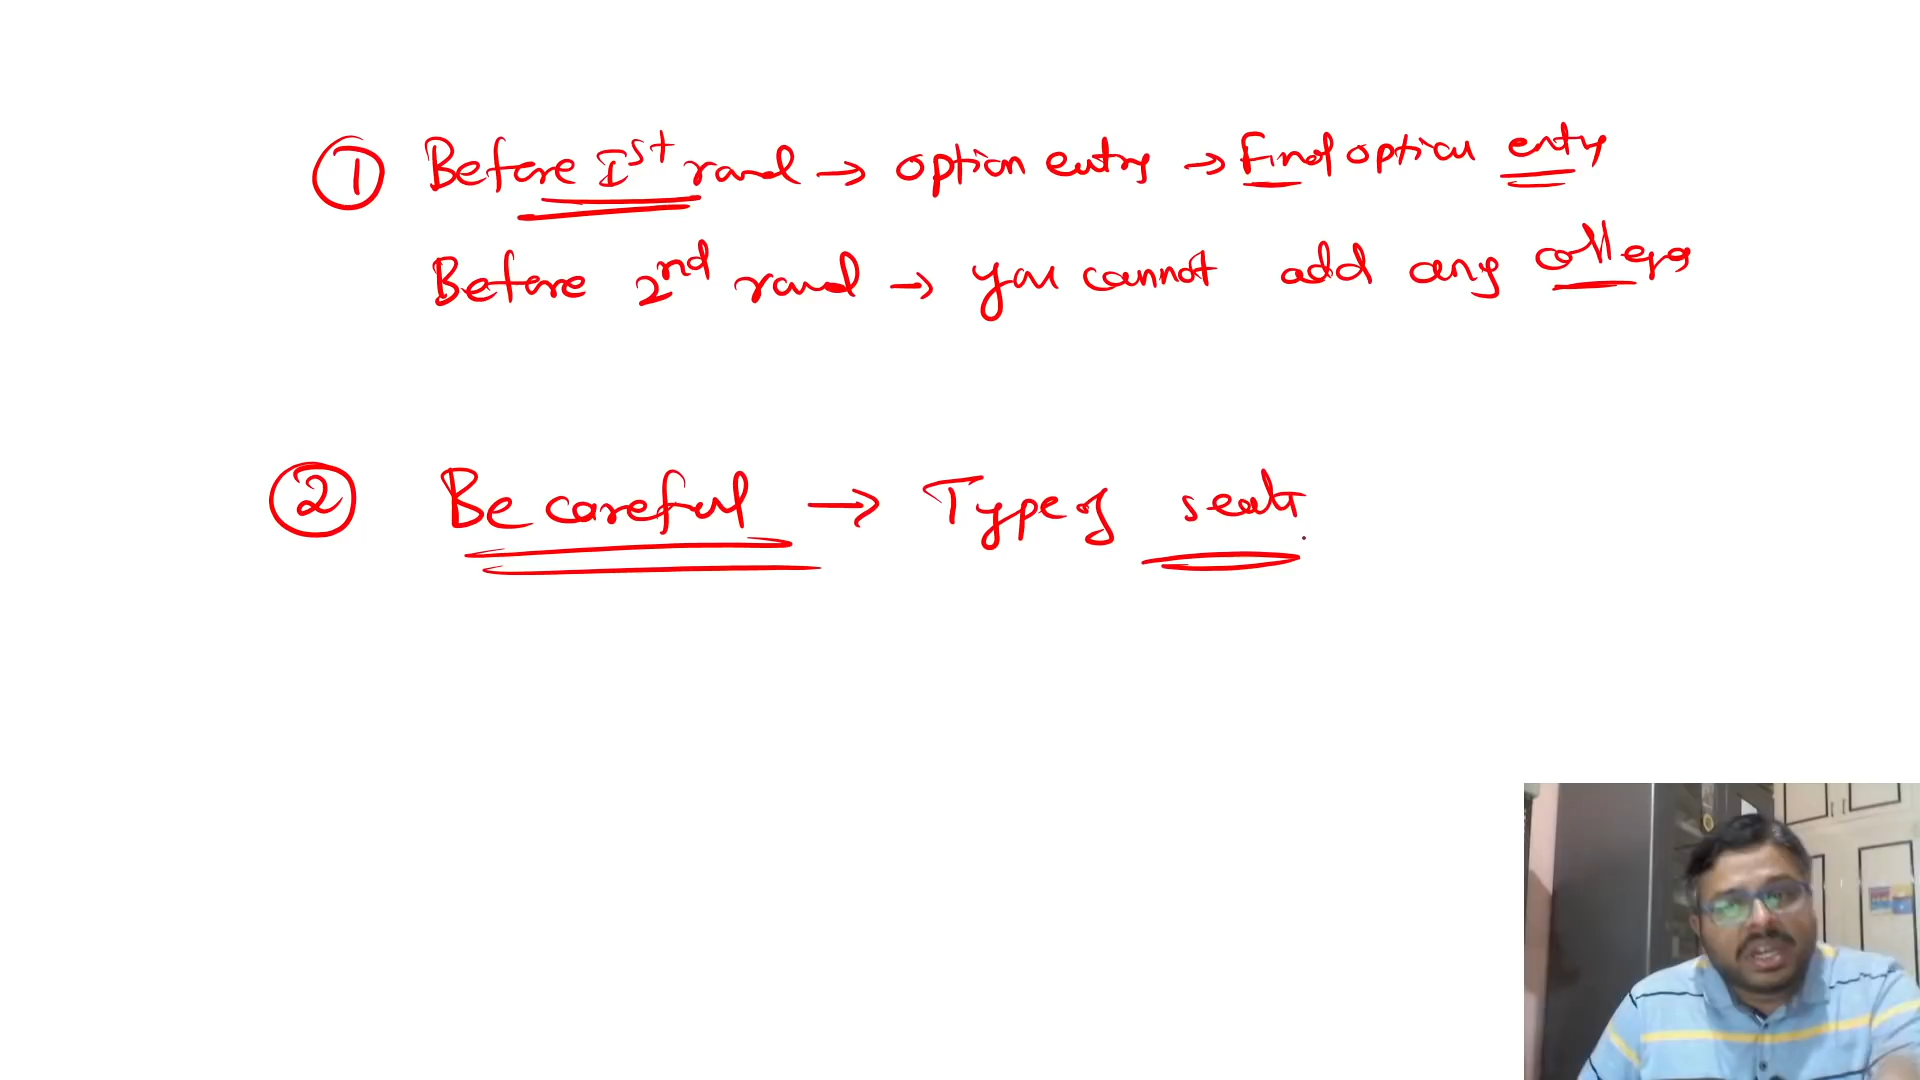 ① Before Ist round → option entry → Final option entry
Before 2nd round → you cannot add any college
② Be careful → Type of seats